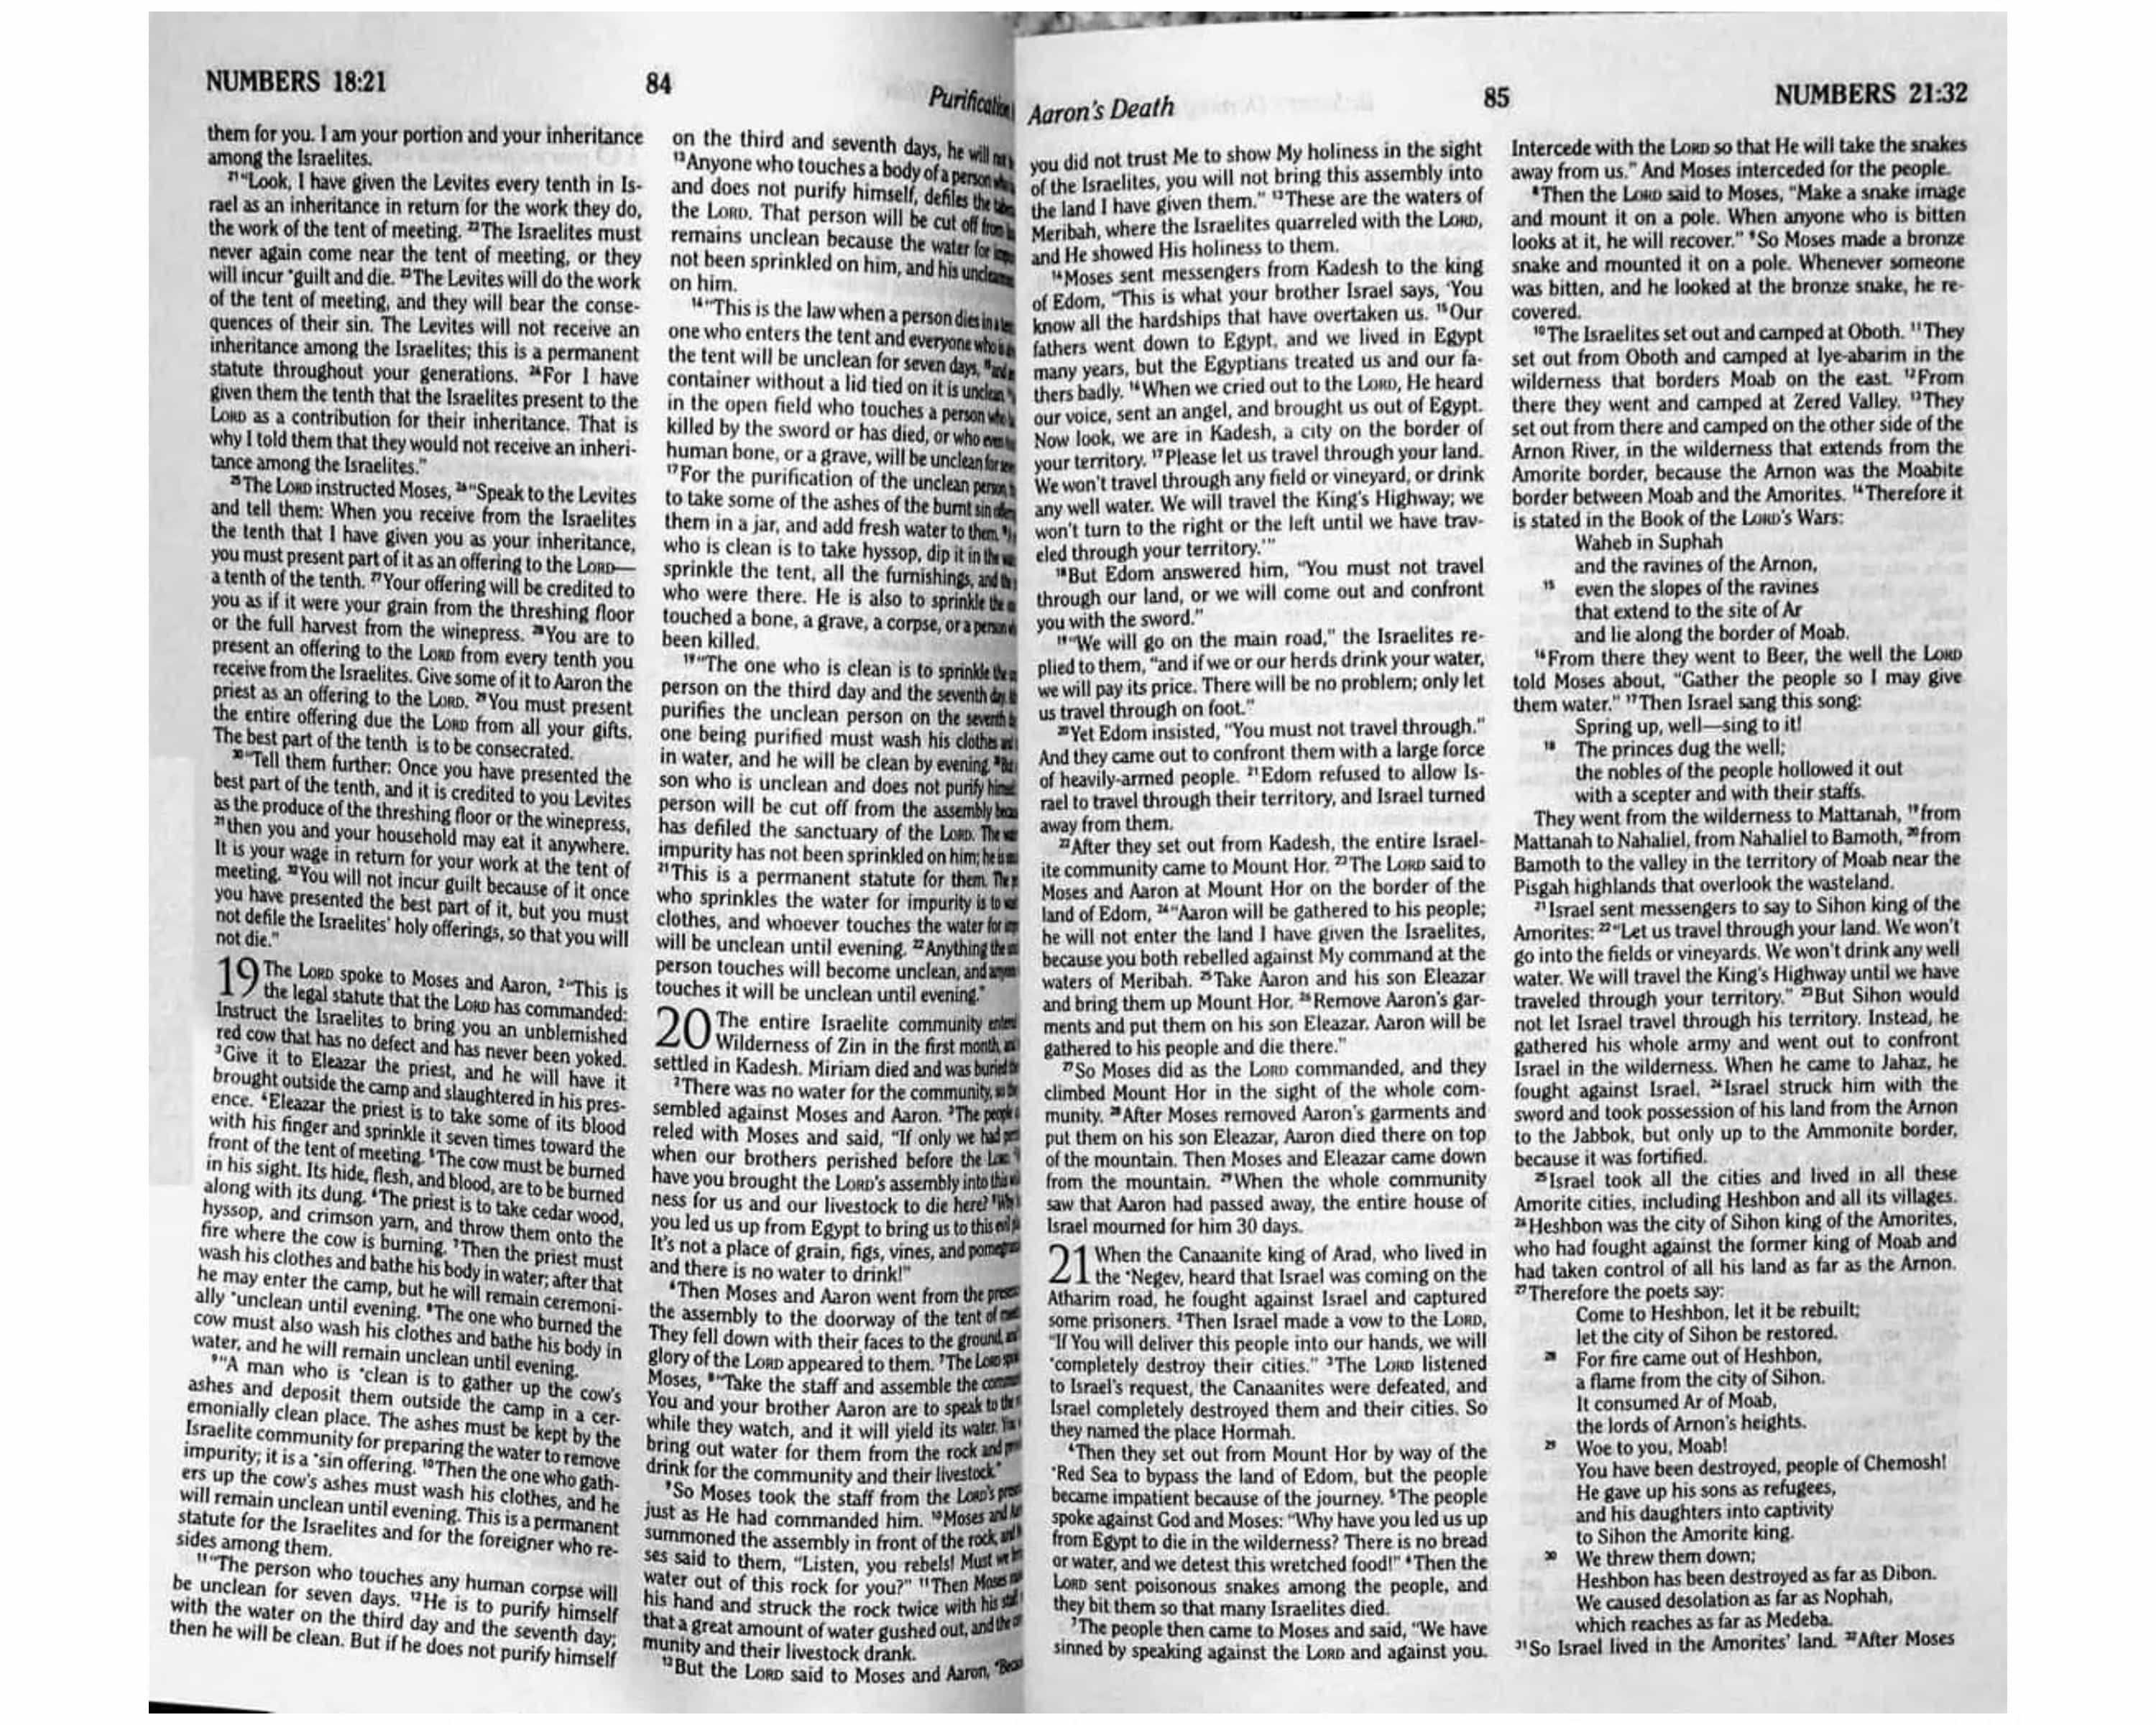 NUMBERS 18:21
84
them for you. I am your portion and your inheritance
among the Israelites.
21"Look, I have given the Levites every tenth in Is-
rael as an inheritance in return for the work they do,
the work of the tent of meeting. 22The Israelites must
never again come near the tent of meeting, or they
will incur *guilt and die. 23The Levites will do the work
of the tent of meeting, and they will bear the conse-
quences of their sin. The Levites will not receive an
inheritance among the Israelites; this is a permanent
statute throughout your generations. 24For I have
given them the tenth that the Israelites present to the
LORD as a contribution for their inheritance. That is
why I told them that they would not receive an inheri-
tance among the Israelites."
25The LORD instructed Moses, 26"Speak to the Levites
and tell them: When you receive from the Israelites
the tenth that I have given you as your inheritance,
you must present part of it as an offering to the LORD—
a tenth of the tenth. 27Your offering will be credited to
you as if it were your grain from the threshing floor
or the full harvest from the winepress. 28You are to
present an offering to the LORD from every tenth you
receive from the Israelites. Give some of it to Aaron the
priest as an offering to the LORD. 29You must present
the entire offering due the LORD from all your gifts.
The best part of the tenth is to be consecrated.
30"Tell them further: Once you have presented the
best part of the tenth, and it is credited to you Levites
as the produce of the threshing floor or the winepress,
31then you and your household may eat it anywhere.
It is your wage in return for your work at the tent of
meeting. 32You will not incur guilt because of it once
you have presented the best part of it, but you must
not defile the Israelites' holy offerings, so that you will
not die."
19 The LORD spoke to Moses and Aaron, 2"This is
the legal statute that the LORD has commanded:
Instruct the Israelites to bring you an unblemished
red cow that has no defect and has never been yoked.
3Give it to Eleazar the priest, and he will have it
brought outside the camp and slaughtered in his pres-
ence. 4Eleazar the priest is to take some of its blood
with his finger and sprinkle it seven times toward the
front of the tent of meeting. 5The cow must be burned
in his sight. Its hide, flesh, and blood, are to be burned
along with its dung. 6The priest is to take cedar wood,
hyssop, and crimson yarn, and throw them onto the
fire where the cow is burning. 7Then the priest must
wash his clothes and bathe his body in water; after that
he may enter the camp, but he will remain ceremoni-
ally *unclean until evening. 8The one who burned the
cow must also wash his clothes and bathe his body in
water, and he will remain unclean until evening.
9"A man who is *clean is to gather up the cow's
ashes and deposit them outside the camp in a cer-
emonially clean place. The ashes must be kept by the
Israelite community for preparing the water to remove
impurity; it is a *sin offering. 10Then the one who gath-
ers up the cow's ashes must wash his clothes, and he
will remain unclean until evening. This is a permanent
statute for the Israelites and for the foreigner who re-
sides among them.
11"The person who touches any human corpse will
be unclean for seven days. 12He is to purify himself
with the water on the third day and the seventh day;
then he will be clean. But if he does not purify himself
Purification
on the third and seventh days, he will not
13Anyone who touches a body of a person who
and does not purify himself, defiles the
the LORD. That person will be cut off from
remains unclean because the water for
not been sprinkled on him, and his
on him.
14"This is the law when a person dies in a
one who enters the tent and everyone who is
the tent will be unclean for seven days, 15and
container without a lid tied on it is unclean.
in the open field who touches a person who
killed by the sword or has died, or who even
human bone, or a grave, will be unclean for
17For the purification of the unclean person,
to take some of the ashes of the burnt sin
them in a jar, and add fresh water to them.
who is clean is to take hyssop, dip it in the
sprinkle the tent, all the furnishings, and the
who were there. He is also to sprinkle the
touched a bone, a grave, a corpse, or a person
been killed.
19"The one who is clean is to sprinkle the
person on the third day and the seventh day.
purifies the unclean person on the seventh
one being purified must wash his clothes and
in water, and he will be clean by evening. 20But
son who is unclean and does not purify
person will be cut off from the assembly
has defiled the sanctuary of the LORD. The
impurity has not been sprinkled on him; he is
21This is a permanent statute for them. The
who sprinkles the water for impurity is to
clothes, and whoever touches the water for
will be unclean until evening. 22Anything the
person touches will become unclean, and
touches it will be unclean until evening."
20 The entire Israelite community entered
Wilderness of Zin in the first month,
settled in Kadesh. Miriam died and was buried
2There was no water for the community,
sembled against Moses and Aaron. 3The people
reled with Moses and said, "If only we had
when our brothers perished before the LORD.
have you brought the LORD's assembly into this
ness for us and our livestock to die here? 5Why
you led us up from Egypt to bring us to this evil
It's not a place of grain, figs, vines, and
and there is no water to drink!"
6Then Moses and Aaron went from the
the assembly to the doorway of the tent of
They fell down with their faces to the ground,
glory of the LORD appeared to them. 7The LORD
Moses, 8"Take the staff and assemble the
You and your brother Aaron are to speak to the
while they watch, and it will yield its water. You
bring out water for them from the rock and
drink for the community and their livestock."
9So Moses took the staff from the LORD's
just as He had commanded him. 10Moses and
summoned the assembly in front of the rock, and
ses said to them, "Listen, you rebels! Must we
water out of this rock for you?" 11Then Moses
his hand and struck the rock twice with his staff,
that a great amount of water gushed out, and the
munity and their livestock drank.
12But the LORD said to Moses and Aaron,
Aaron's Death
85
NUMBERS 21:32
you did not trust Me to show My holiness in the sight
of the Israelites, you will not bring this assembly into
the land I have given them." 13These are the waters of
Meribah, where the Israelites quarreled with the LORD,
and He showed His holiness to them.
14Moses sent messengers from Kadesh to the king
of Edom, "This is what your brother Israel says, 'You
know all the hardships that have overtaken us. 15Our
fathers went down to Egypt, and we lived in Egypt
many years, but the Egyptians treated us and our fa-
thers badly. 16When we cried out to the LORD, He heard
our voice, sent an angel, and brought us out of Egypt.
Now look, we are in Kadesh, a city on the border of
your territory. 17Please let us travel through your land.
We won't travel through any field or vineyard, or drink
any well water. We will travel the King's Highway; we
won't turn to the right or the left until we have trav-
eled through your territory.'"
18But Edom answered him, "You must not travel
through our land, or we will come out and confront
you with the sword."
19"We will go on the main road," the Israelites re-
plied to them, "and if we or our herds drink your water,
we will pay its price. There will be no problem; only let
us travel through on foot."
20Yet Edom insisted, "You must not travel through."
And they came out to confront them with a large force
of heavily-armed people. 21Edom refused to allow Is-
rael to travel through their territory, and Israel turned
away from them.
22After they set out from Kadesh, the entire Israel-
ite community came to Mount Hor. 23The LORD said to
Moses and Aaron at Mount Hor on the border of the
land of Edom, 24"Aaron will be gathered to his people;
he will not enter the land I have given the Israelites,
because you both rebelled against My command at the
waters of Meribah. 25Take Aaron and his son Eleazar
and bring them up Mount Hor. 26Remove Aaron's gar-
ments and put them on his son Eleazar. Aaron will be
gathered to his people and die there."
27So Moses did as the LORD commanded, and they
climbed Mount Hor in the sight of the whole com-
munity. 28After Moses removed Aaron's garments and
put them on his son Eleazar, Aaron died there on top
of the mountain. Then Moses and Eleazar came down
from the mountain. 29When the whole community
saw that Aaron had passed away, the entire house of
Israel mourned for him 30 days.
21 When the Canaanite king of Arad, who lived in
the *Negev, heard that Israel was coming on the
Atharim road, he fought against Israel and captured
some prisoners. 2Then Israel made a vow to the LORD,
"If You will deliver this people into our hands, we will
*completely destroy their cities." 3The LORD listened
to Israel's request, the Canaanites were defeated, and
Israel completely destroyed them and their cities. So
they named the place Hormah.
4Then they set out from Mount Hor by way of the
*Red Sea to bypass the land of Edom, but the people
became impatient because of the journey. 5The people
spoke against God and Moses: "Why have you led us up
from Egypt to die in the wilderness? There is no bread
or water, and we detest this wretched food!" 6Then the
LORD sent poisonous snakes among the people, and
they bit them so that many Israelites died.
7The people then came to Moses and said, "We have
sinned by speaking against the LORD and against you.
Intercede with the LORD so that He will take the snakes
away from us." And Moses interceded for the people.
8Then the LORD said to Moses, "Make a snake image
and mount it on a pole. When anyone who is bitten
looks at it, he will recover." 9So Moses made a bronze
snake and mounted it on a pole. Whenever someone
was bitten, and he looked at the bronze snake, he re-
covered.
10The Israelites set out and camped at Oboth. 11They
set out from Oboth and camped at Iye-abarim in the
wilderness that borders Moab on the east. 12From
there they went and camped at Zered Valley. 13They
set out from there and camped on the other side of the
Arnon River, in the wilderness that extends from the
Amorite border, because the Arnon was the Moabite
border between Moab and the Amorites. 14Therefore it
is stated in the Book of the LORD's Wars:
Waheb in Suphah
and the ravines of the Arnon,
15 even the slopes of the ravines
that extend to the site of Ar
and lie along the border of Moab.
16From there they went to Beer, the well the LORD
told Moses about, "Gather the people so I may give
them water." 17Then Israel sang this song:
Spring up, well—sing to it!
18 The princes dug the well;
the nobles of the people hollowed it out
with a scepter and with their staffs.
They went from the wilderness to Mattanah, 19from
Mattanah to Nahaliel, from Nahaliel to Bamoth, 20from
Bamoth to the valley in the territory of Moab near the
Pisgah highlands that overlook the wasteland.
21Israel sent messengers to say to Sihon king of the
Amorites: 22"Let us travel through your land. We won't
go into the fields or vineyards. We won't drink any well
water. We will travel the King's Highway until we have
traveled through your territory." 23But Sihon would
not let Israel travel through his territory. Instead, he
gathered his whole army and went out to confront
Israel in the wilderness. When he came to Jahaz, he
fought against Israel. 24Israel struck him with the
sword and took possession of his land from the Arnon
to the Jabbok, but only up to the Ammonite border,
because it was fortified.
25Israel took all the cities and lived in all these
Amorite cities, including Heshbon and all its villages.
26Heshbon was the city of Sihon king of the Amorites,
who had fought against the former king of Moab and
had taken control of all his land as far as the Arnon.
27Therefore the poets say:
Come to Heshbon, let it be rebuilt;
let the city of Sihon be restored.
28 For fire came out of Heshbon,
a flame from the city of Sihon.
It consumed Ar of Moab,
the lords of Arnon's heights.
29 Woe to you, Moab!
You have been destroyed, people of Chemosh!
He gave up his sons as refugees,
and his daughters into captivity
to Sihon the Amorite king.
30 We threw them down;
Heshbon has been destroyed as far as Dibon.
We caused desolation as far as Nophah,
which reaches as far as Medeba.
31So Israel lived in the Amorites' land. 32After Moses